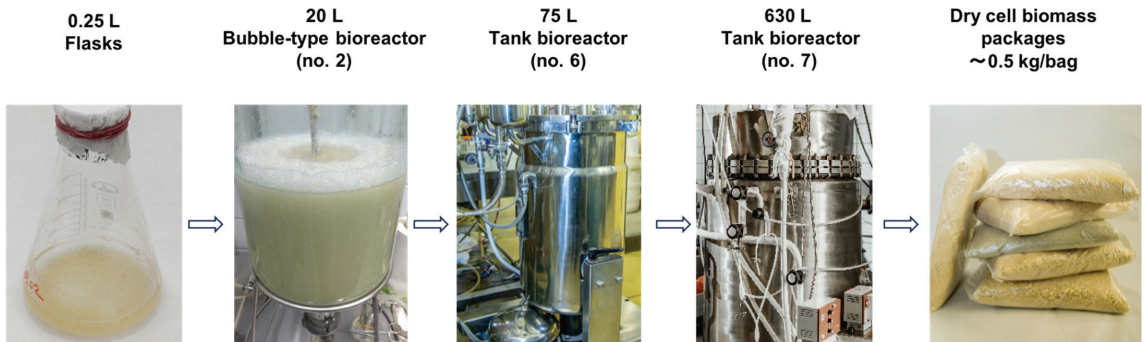 0.25 L
Flasks
20 L
Bubble-type bioreactor
(no. 2)
75 L
Tank bioreactor
(no. 6)
630 L
Tank bioreactor
(no. 7)
Dry cell biomass
packages
~0.5 kg/bag